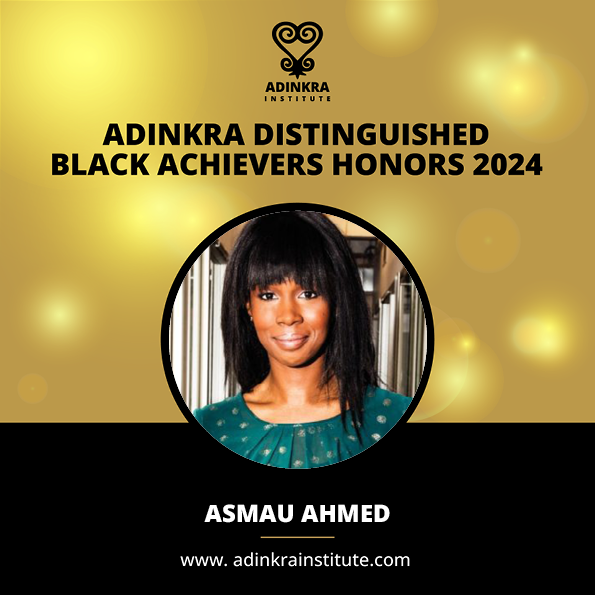 ADINKRA
INSTITUTE
ADINKRA DISTINGUISHED
BLACK ACHIEVERS HONORS 2024
ASMAU AHMED
www. adinkrainstitute.com